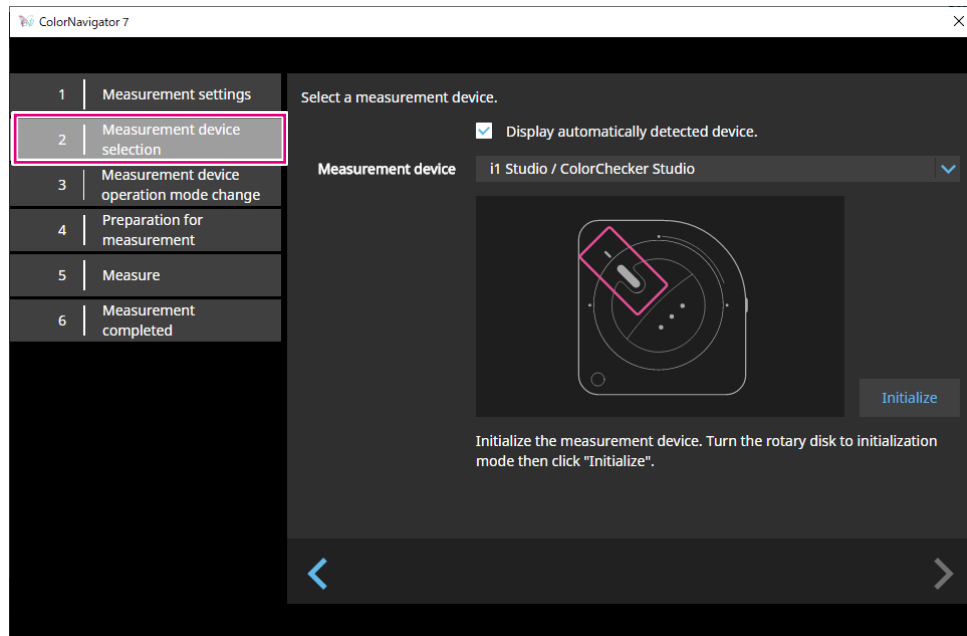 ColorNavigator 7
1 Measurement settings
2 Measurement device
selection
3 Measurement device
operation mode change
4 Preparation for
measurement
5 Measure
6 Measurement
completed
Select a measurement device.
Display automatically detected device.
Measurement device i1 Studio / ColorChecker Studio
Initialize
Initialize the measurement device. Turn the rotary disk to initialization
mode then click "Initialize".